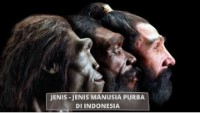 JENIS - JENIS MANUSIA PURBA
DI INDONESIA